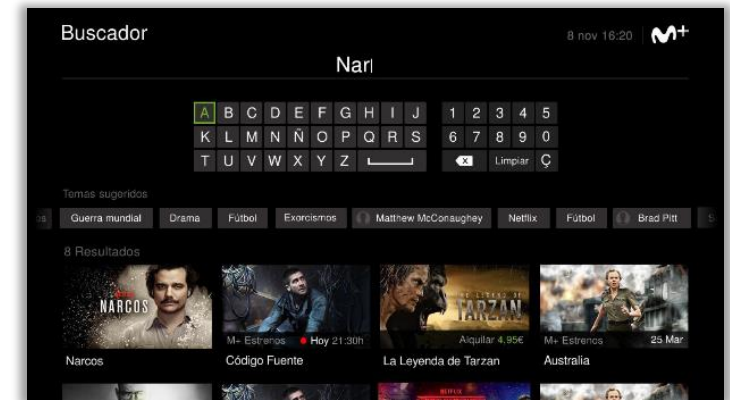 Buscador
8 nov 16:20
M+
Nar
A B C D E F G H I J 1 2 3 4 5
K L M N Ñ O P Q R S 6 7 8 9 0
T U V W X Y Z Limpiar Ç
Temas sugeridos
Guerra mundial Drama Fútbol Exorcismos Matthew McConaughey Netflix Fútbol Brad Pitt
8 Resultados
NARCOS
M+ Estrenos Hoy 21:30h
TARZAN
Alquilar 4,95€
M+ Estrenos 25 Mar
Narcos Código Fuente La Leyenda de Tarzan Australia